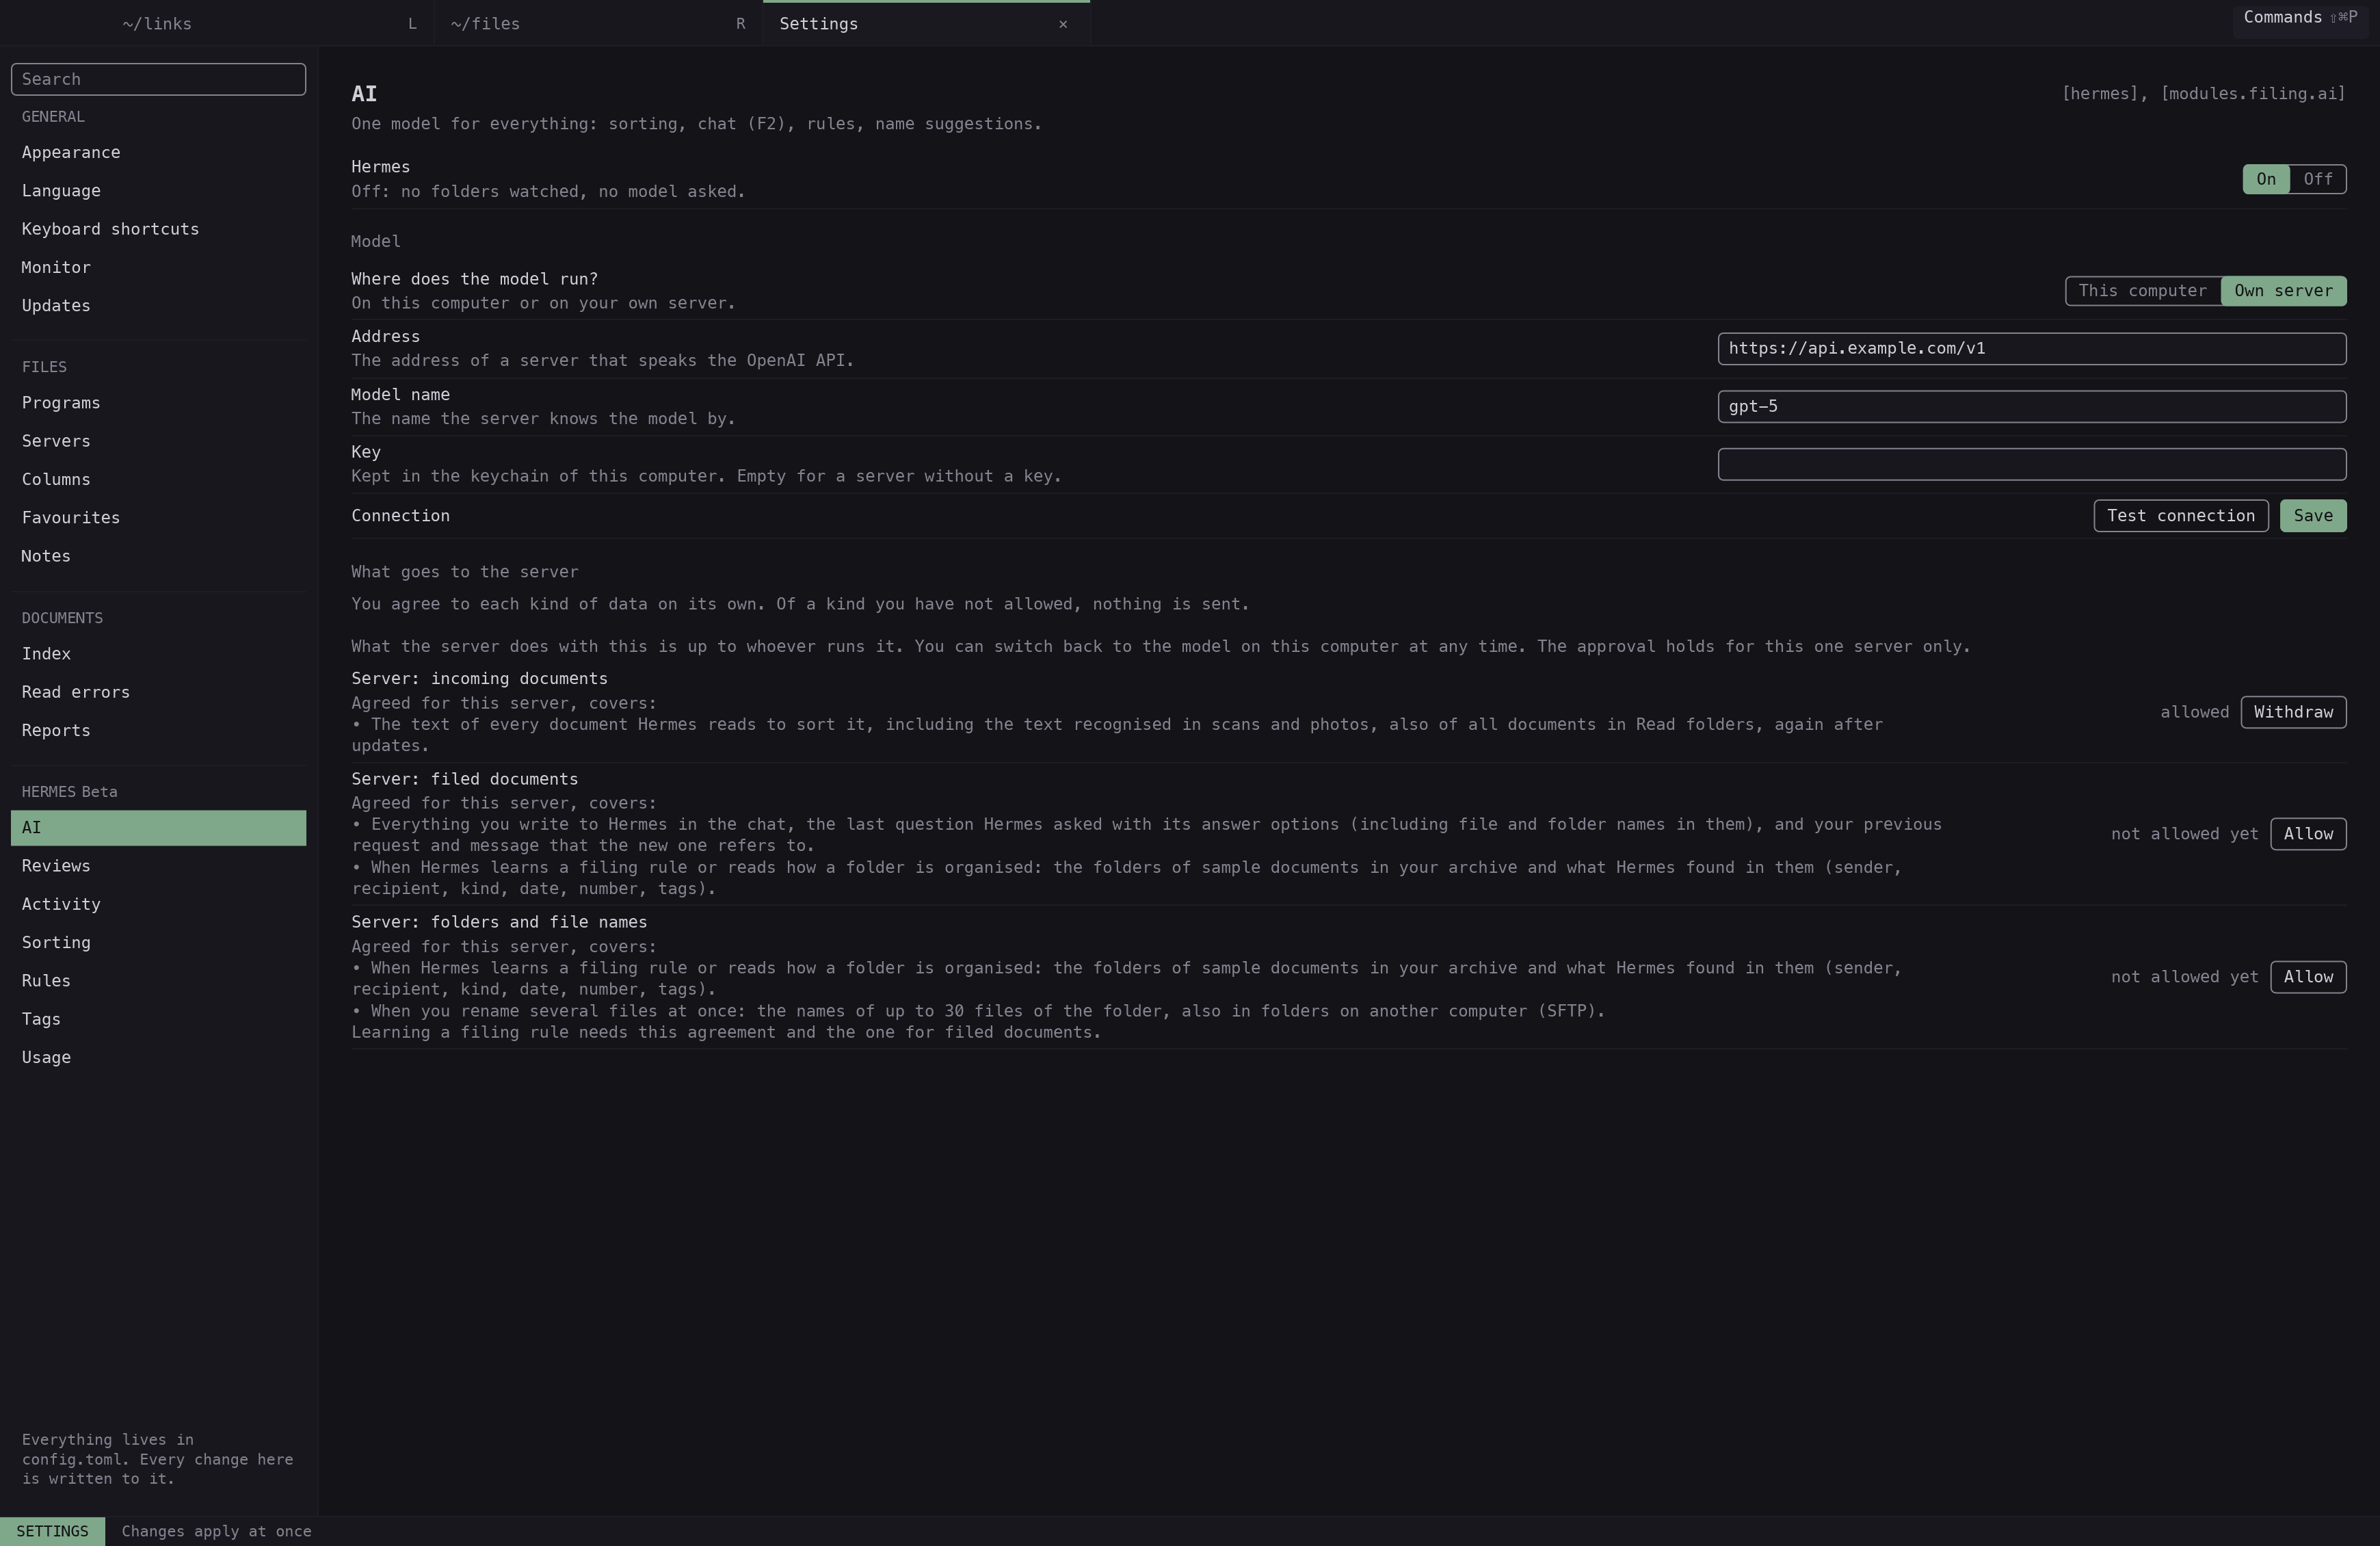 ~/links L ~/files R Settings × Commands ⇧⌘P
Search
GENERAL
Appearance
Language
Keyboard shortcuts
Monitor
Updates
FILES
Programs
Servers
Columns
Favourites
Notes
DOCUMENTS
Index
Read errors
Reports
HERMES Beta
AI
Reviews
Activity
Sorting
Rules
Tags
Usage
Everything lives in
config.toml. Every change here
is written to it.
AI [hermes], [modules.filing.ai]
One model for everything: sorting, chat (F2), rules, name suggestions.
Hermes
Off: no folders watched, no model asked.
On Off
Model
Where does the model run?
On this computer or on your own server.
This computer Own server
Address
The address of a server that speaks the OpenAI API.
https://api.example.com/v1
Model name
The name the server knows the model by.
gpt-5
Key
Kept in the keychain of this computer. Empty for a server without a key.
Connection Test connection Save
What goes to the server
You agree to each kind of data on its own. Of a kind you have not allowed, nothing is sent.
What the server does with this is up to whoever runs it. You can switch back to the model on this computer at any time. The approval holds for this one server only.
Server: incoming documents
Agreed for this server, covers:
• The text of every document Hermes reads to sort it, including the text recognised in scans and photos, also of all documents in Read folders, again after
updates.
allowed Withdraw
Server: filed documents
Agreed for this server, covers:
• Everything you write to Hermes in the chat, the last question Hermes asked with its answer options (including file and folder names in them), and your previous
request and message that the new one refers to.
• When Hermes learns a filing rule or reads how a folder is organised: the folders of sample documents in your archive and what Hermes found in them (sender,
recipient, kind, date, number, tags).
not allowed yet Allow
Server: folders and file names
Agreed for this server, covers:
• When Hermes learns a filing rule or reads how a folder is organised: the folders of sample documents in your archive and what Hermes found in them (sender,
recipient, kind, date, number, tags).
• When you rename several files at once: the names of up to 30 files of the folder, also in folders on another computer (SFTP).
Learning a filing rule needs this agreement and the one for filed documents.
not allowed yet Allow
SETTINGS Changes apply at once